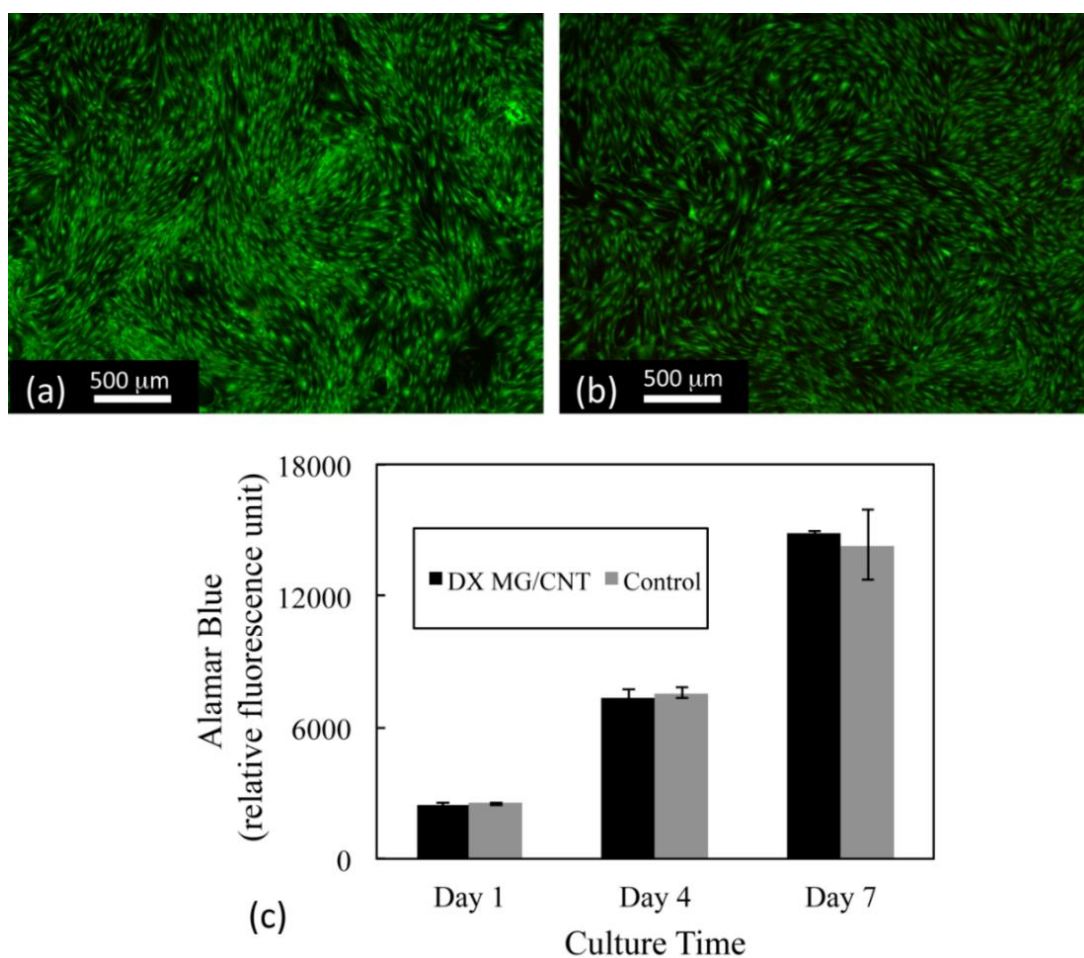 (a) 500 μm
(b) 500 μm
18000
12000
6000
0
Alamar Blue
(relative fluorescence unit)
DX MG/CNT Control
Day 1 Day 4 Day 7
(c)
Culture Time